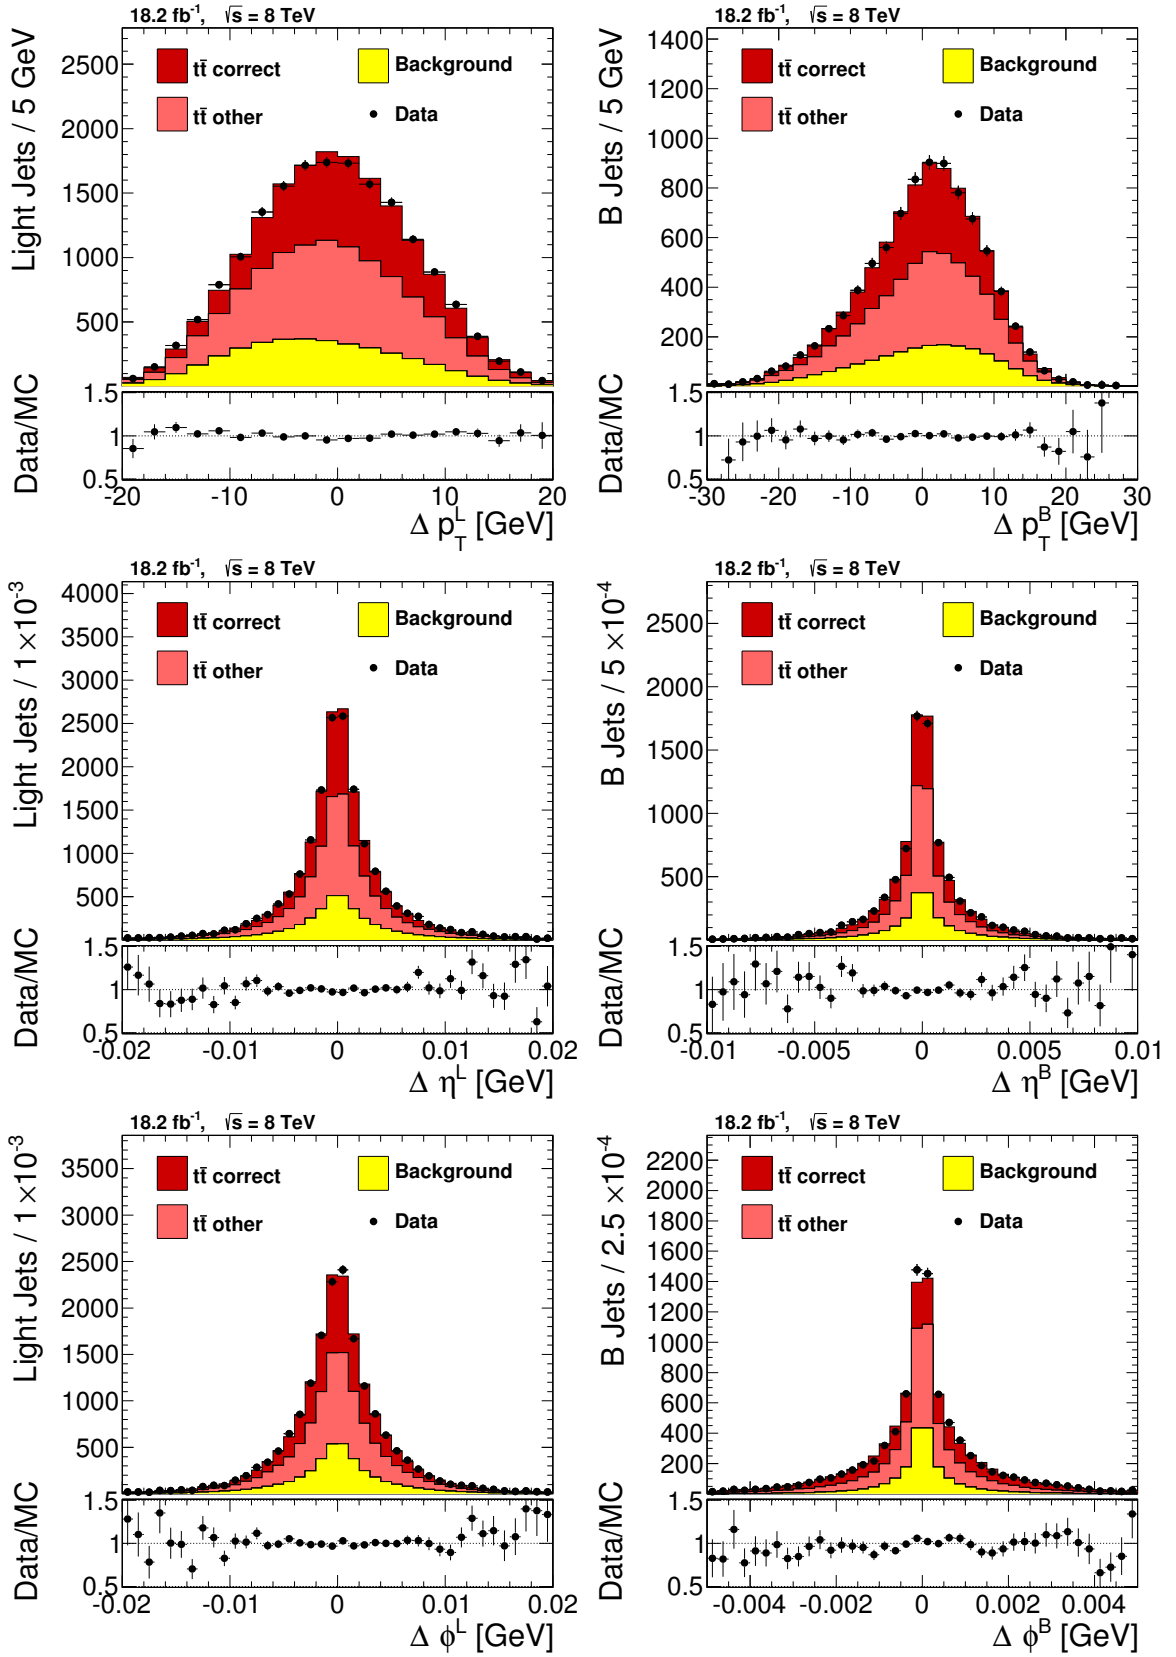 18.2 fb⁻¹, √s = 8 TeV
Light Jets / 5 GeV
2500
2000
1500
1000
500
tt̄ correct
Background
tt̄ other
Data
Data/MC
1.5
1
0.5
-20 -10 0 10 20
Δ p_T^L [GeV]
18.2 fb⁻¹, √s = 8 TeV
B Jets / 5 GeV
1400
1200
1000
800
600
400
200
tt̄ correct
Background
tt̄ other
Data
Data/MC
1.5
1
0.5
-30 -20 -10 0 10 20 30
Δ p_T^B [GeV]
18.2 fb⁻¹, √s = 8 TeV
Light Jets / 1×10⁻³
4000
3500
3000
2500
2000
1500
1000
500
tt̄ correct
Background
tt̄ other
Data
Data/MC
1.5
1
0.5
-0.02 -0.01 0 0.01 0.02
Δ η^L [GeV]
18.2 fb⁻¹, √s = 8 TeV
B Jets / 5 ×10⁻⁴
2500
2000
1500
1000
500
tt̄ correct
Background
tt̄ other
Data
Data/MC
1.5
1
0.5
-0.01 -0.005 0 0.005 0.01
Δ η^B [GeV]
18.2 fb⁻¹, √s = 8 TeV
Light Jets / 1×10⁻³
3500
3000
2500
2000
1500
1000
500
tt̄ correct
Background
tt̄ other
Data
Data/MC
1.5
1
0.5
-0.02 -0.01 0 0.01 0.02
Δ ϕ^L [GeV]
18.2 fb⁻¹, √s = 8 TeV
B Jets / 2.5 ×10⁻⁴
2200
2000
1800
1600
1400
1200
1000
800
600
400
200
tt̄ correct
Background
tt̄ other
Data
Data/MC
1.5
1
0.5
-0.004 -0.002 0 0.002 0.004
Δ ϕ^B [GeV]